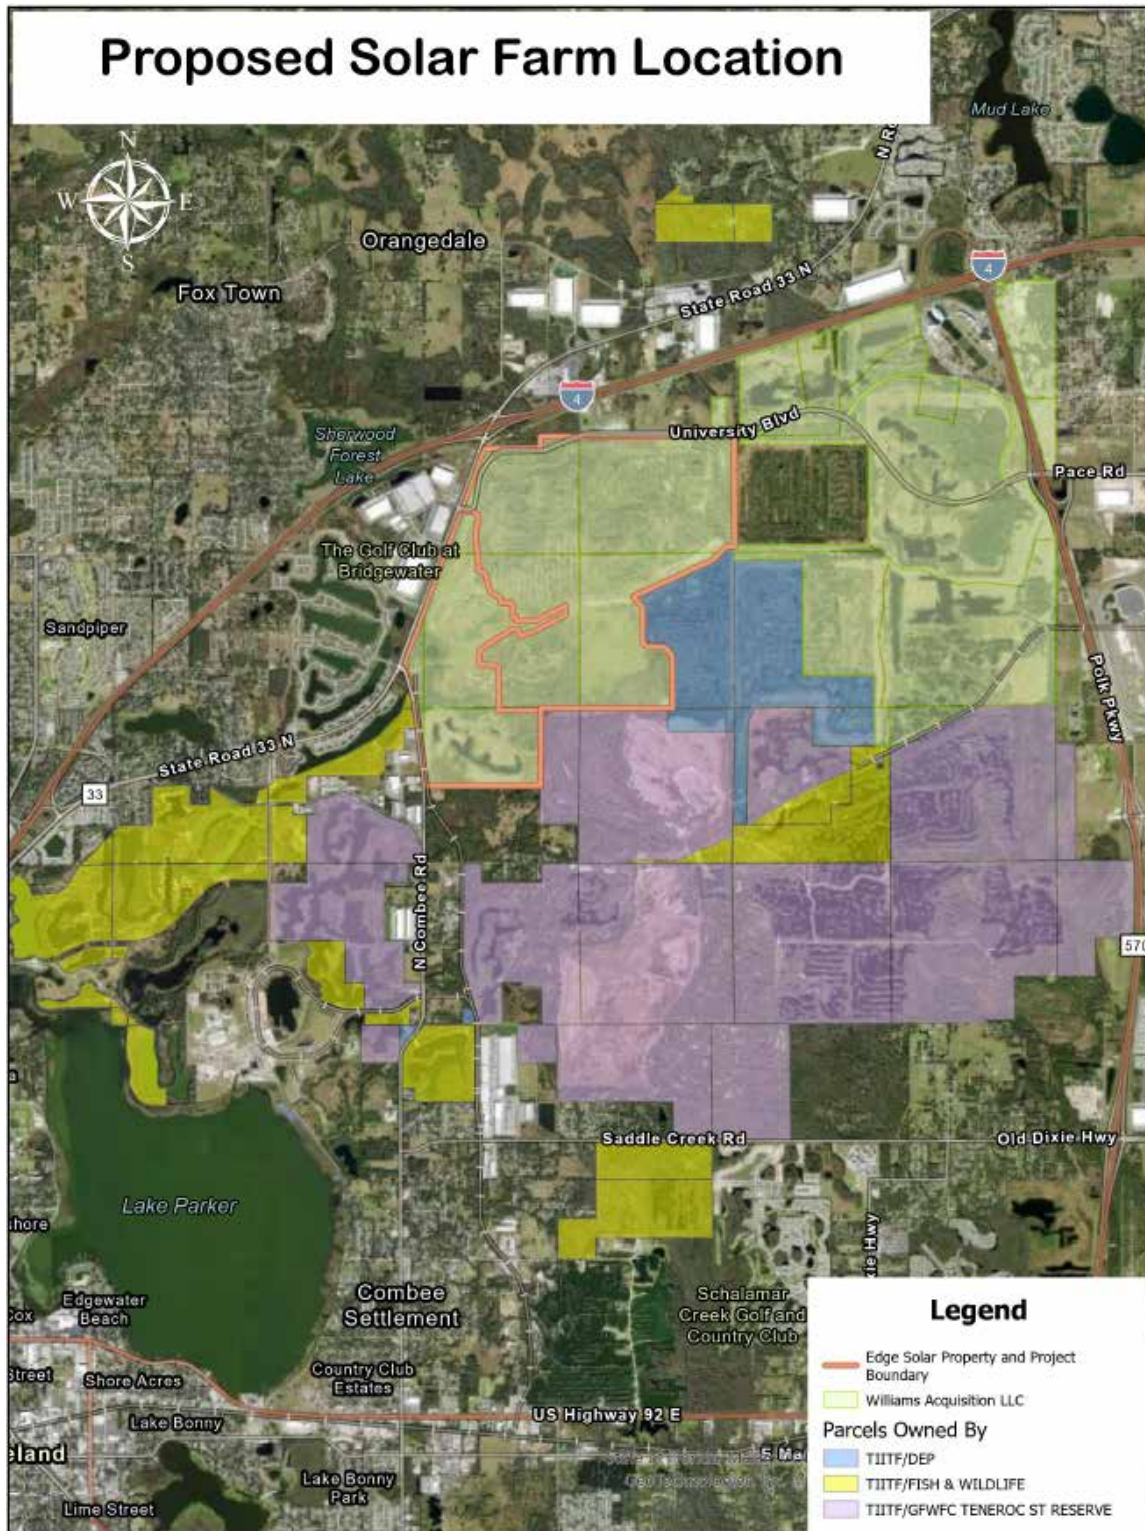 Proposed Solar Farm Location
Mud Lake
N
W E
S
Orangedale
Fox Town
State Road 33 N
4
4
University Blvd
Sherwood
Forest
Lake
Pace Rd
The Golf Club at
Bridgewater
Sandpiper
Polk Pkwy
State Road 33 N
33
N Combee Rd
570
Saddle Creek Rd
Old Dixie Hwy
Lake Parker
Edgewater
Beach
Combee
Settlement
Schalamar
Creek Golf and
Country Club
Street
Shore Acres
Country Club
Estates
Lake Bonny
US Highway 92 E
Lake Bonny
Park
Lime Street
Legend
Edge Solar Property and Project
Boundary
Williams Acquisition LLC
Parcels Owned By
TIITF/DEP
TIITF/FISH & WILDLIFE
TIITF/GFWFC TENEROC ST RESERVE